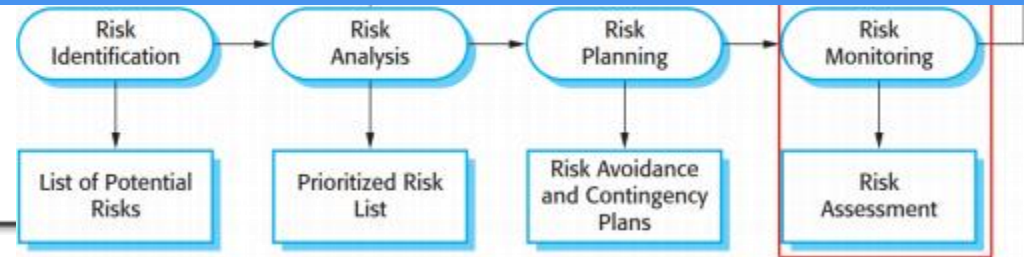 Risk
Identification
Risk
Analysis
Risk
Planning
Risk
Monitoring
List of Potential
Risks
Prioritized Risk
List
Risk Avoidance
and Contingency
Plans
Risk
Assessment